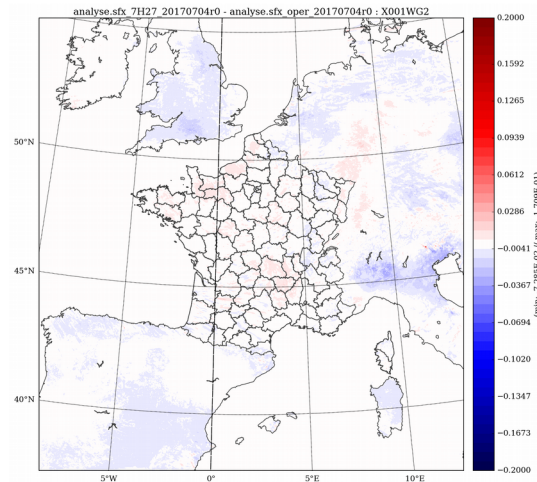 analyse.sfx_7H27_20170704r0 - analyse.sfx_oper_20170704r0 : X001WG2
0.2000
0.1592
0.1265
0.0939
0.0612
0.0286
−0.0041
−0.0367
−0.0694
−0.1020
−0.1347
−0.1673
−0.2000
50°N
45°N
40°N
5°W
0°
5°E
10°E